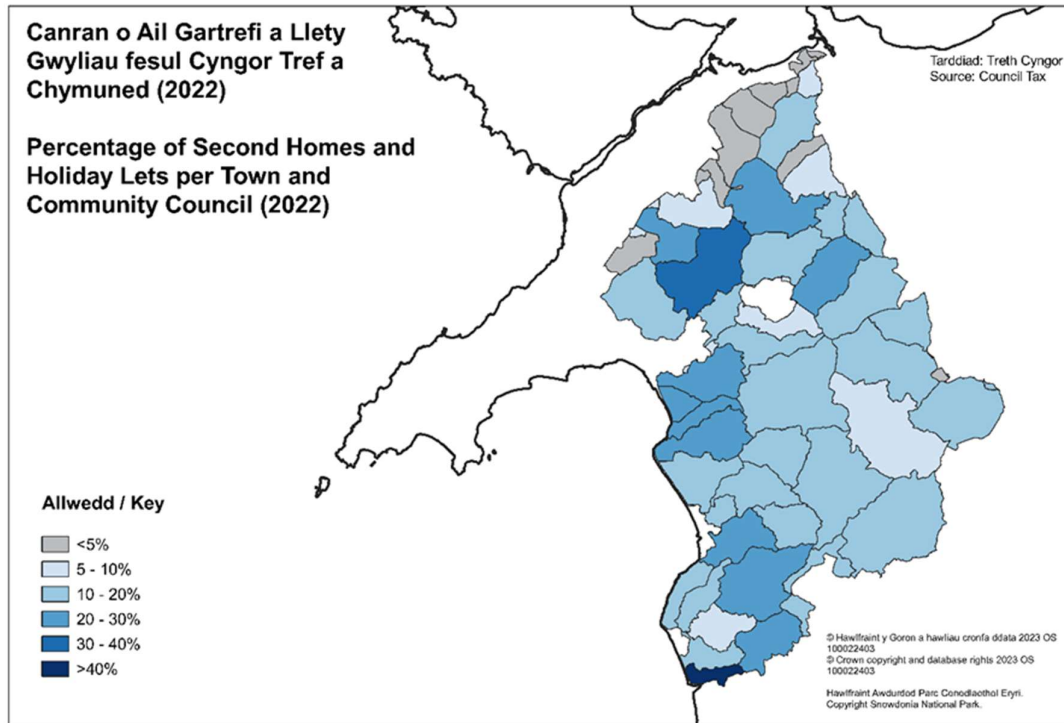 Canran o Ail Gartrefi a Llety
Gwyliau fesul Cyngor Tref a
Chymuned (2022)
Percentage of Second Homes and
Holiday Lets per Town and
Community Council (2022)
Tarddiad: Treth Cyngor
Source: Council Tax
Allwedd / Key
<5%
5 - 10%
10 - 20%
20 - 30%
30 - 40%
>40%
© Hawlfraint y Goron a hawliau cronfa ddata 2023 OS
100022403
© Crown copyright and database rights 2023 OS
100022403
Hawlfraint Awdurdod Parc Cenedlaethol Eryri.
Copyright Snowdonia National Park.